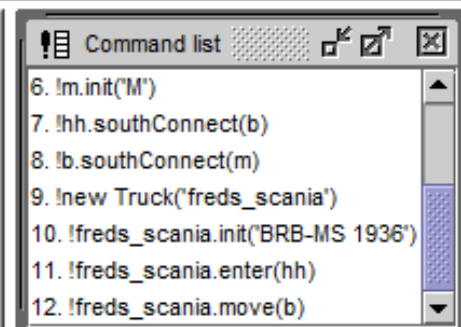 Command list
6. !m.init('M')
7. !hh.southConnect(b)
8. !b.southConnect(m)
9. !new Truck('freds_scania')
10. !freds_scania.init('BRB-MS 1936')
11. !freds_scania.enter(hh)
12. !freds_scania.move(b)